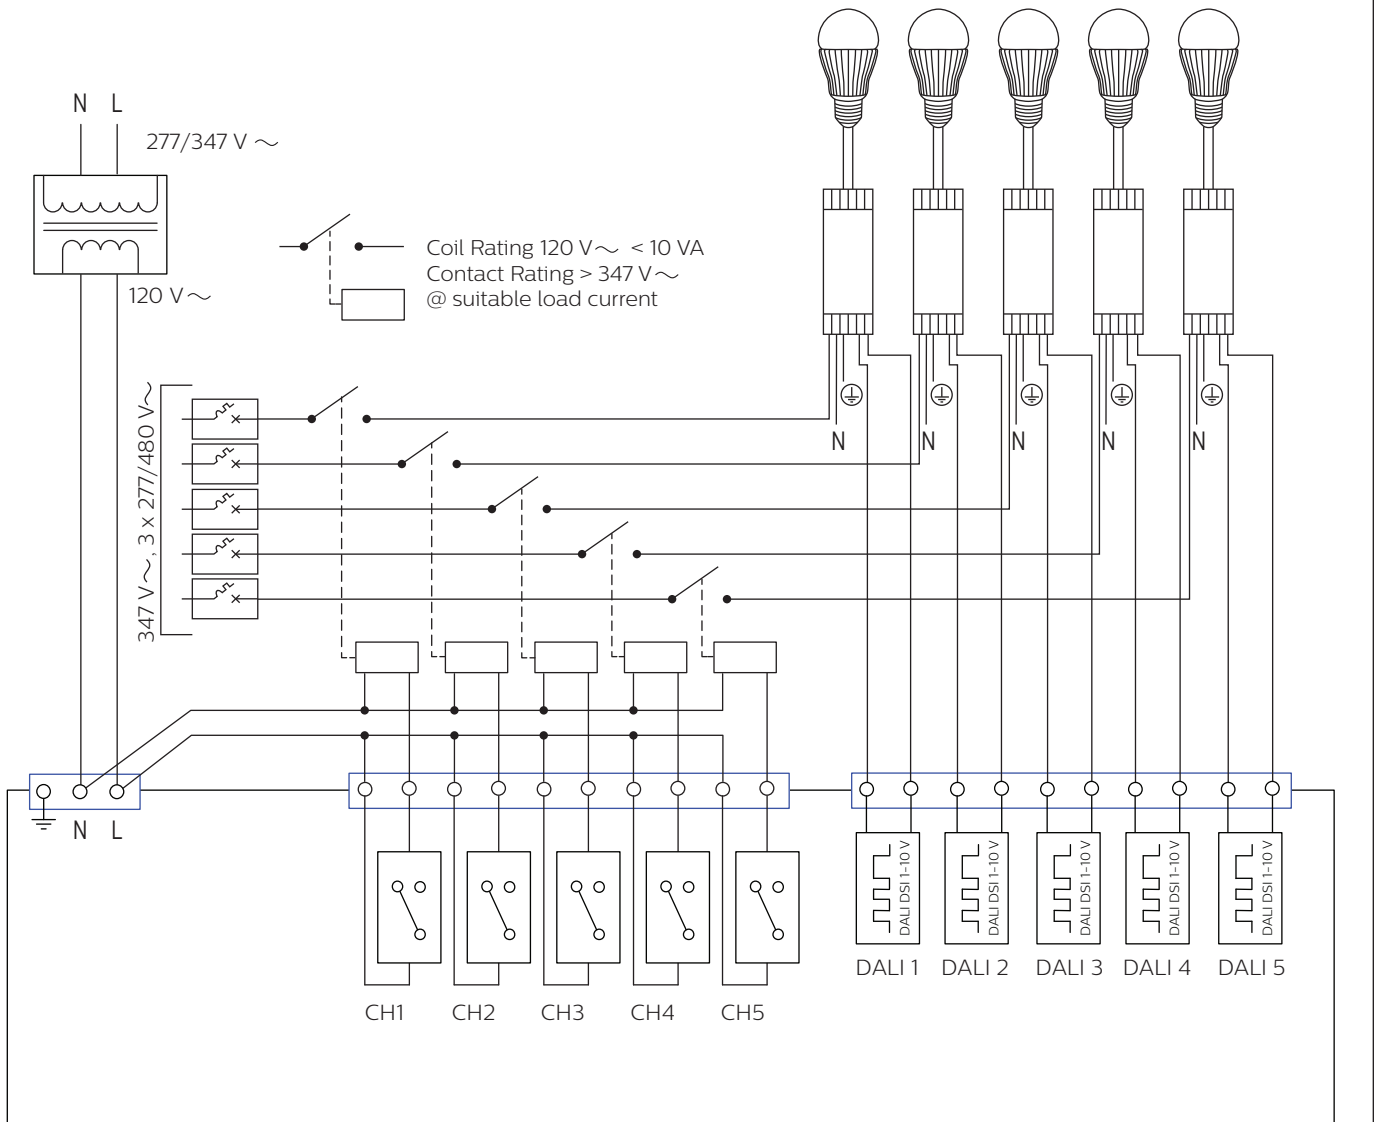 N L
277/347 V ～
120 V～
Coil Rating 120 V～ < 10 VA
Contact Rating > 347 V～
@ suitable load current
347 V～, 3 x 277/480 V～
N N N N N
N L
DALI DSI 1-10 V
DALI DSI 1-10 V
DALI DSI 1-10 V
DALI DSI 1-10 V
DALI DSI 1-10 V
DALI 1 DALI 2 DALI 3 DALI 4 DALI 5
CH1 CH2 CH3 CH4 CH5